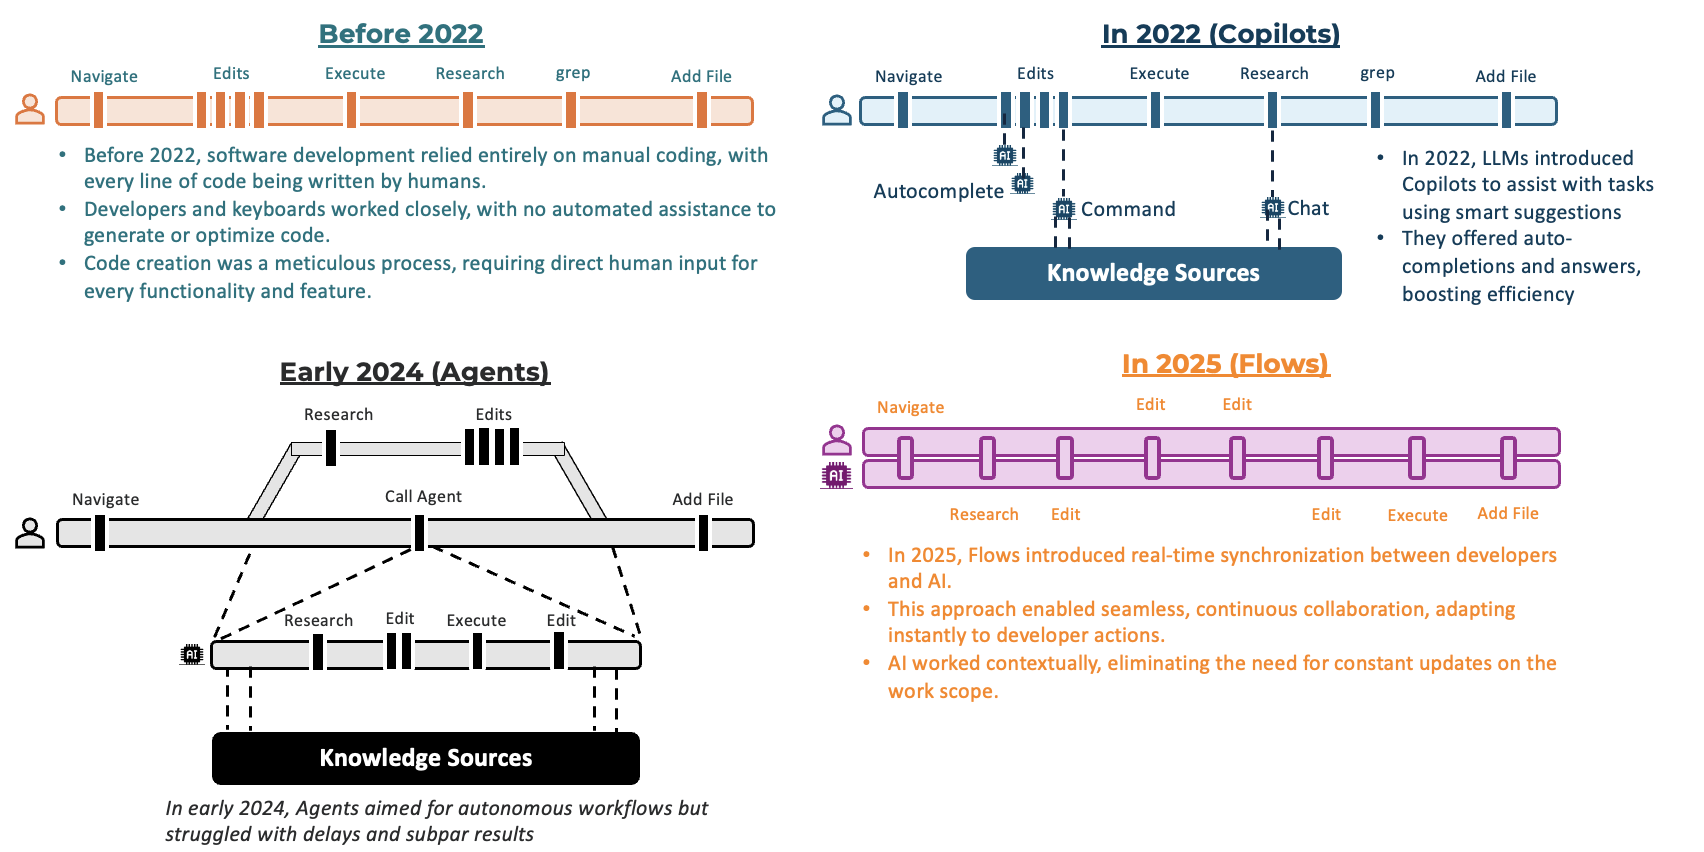 Before 2022
Navigate
Edits
Execute
Research
grep
Add File
• Before 2022, software development relied entirely on manual coding, with
every line of code being written by humans.
• Developers and keyboards worked closely, with no automated assistance to
generate or optimize code.
• Code creation was a meticulous process, requiring direct human input for
every functionality and feature.
In 2022 (Copilots)
Navigate
Edits
Execute
Research
grep
Add File
AI
Autocomplete
AI
AI
Command
AI
Chat
Knowledge Sources
• In 2022, LLMs introduced
Copilots to assist with tasks
using smart suggestions
• They offered auto-
completions and answers,
boosting efficiency
Early 2024 (Agents)
Research
Edits
Navigate
Call Agent
Add File
Research
Edit
Execute
Edit
AI
Knowledge Sources
In early 2024, Agents aimed for autonomous workflows but
struggled with delays and subpar results
In 2025 (Flows)
Navigate
Edit
Edit
AI
Research
Edit
Edit
Execute
Add File
• In 2025, Flows introduced real-time synchronization between developers
and AI.
• This approach enabled seamless, continuous collaboration, adapting
instantly to developer actions.
• AI worked contextually, eliminating the need for constant updates on the
work scope.